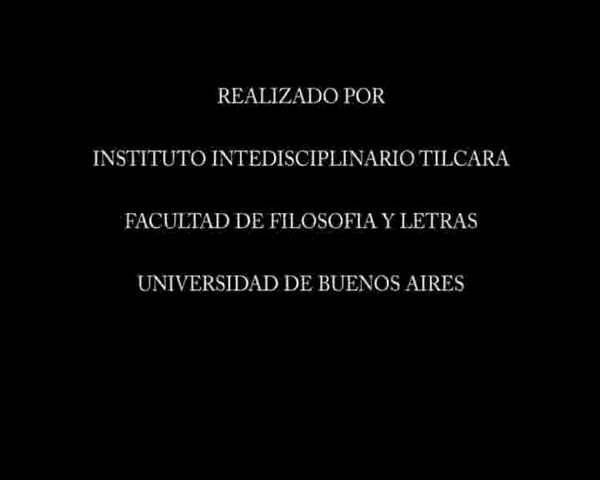 REALIZADO POR
INSTITUTO INTEDISCIPLINARIO TILCARA
FACULTAD DE FILOSOFIA Y LETRAS
UNIVERSIDAD DE BUENOS AIRES